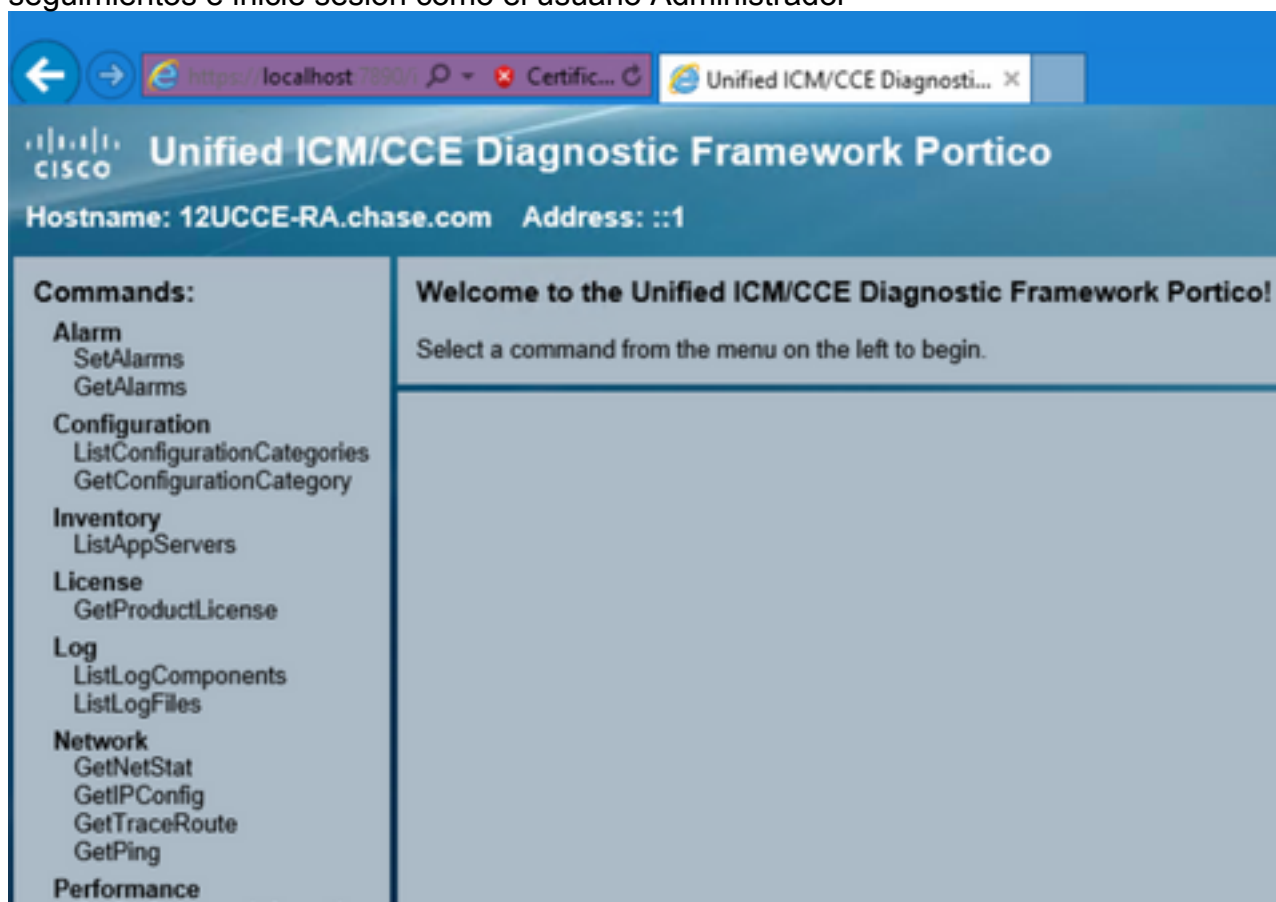 seguimientos e inicie sesión como el usuario Administrador
https://localhost:7890/i Certific... Unified ICM/CCE Diagnosti...
CISCO Unified ICM/CCE Diagnostic Framework Portico
Hostname: 12UCCE-RA.chase.com Address: ::1
Commands:
Alarm
SetAlarms
GetAlarms
Configuration
ListConfigurationCategories
GetConfigurationCategory
Inventory
ListAppServers
License
GetProductLicense
Log
ListLogComponents
ListLogFiles
Network
GetNetStat
GetIPConfig
GetTraceRoute
GetPing
Performance
Welcome to the Unified ICM/CCE Diagnostic Framework Portico!
Select a command from the menu on the left to begin.